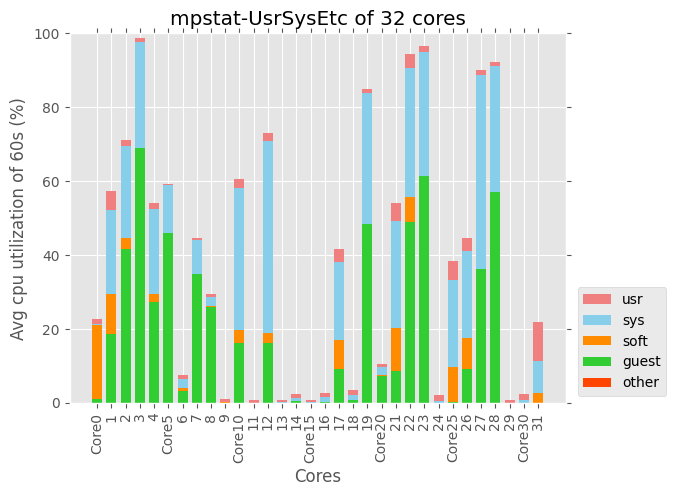 mpstat-UsrSysEtc of 32 cores
Avg cpu utilization of 60s (%)
100
80
60
40
20
0
Core0
1
2
3
4
Core5
6
7
8
9
Core10
11
12
13
14
Core15
16
17
18
19
Core20
21
22
23
24
Core25
26
27
28
29
Core30
31
Cores
usr
sys
soft
guest
other